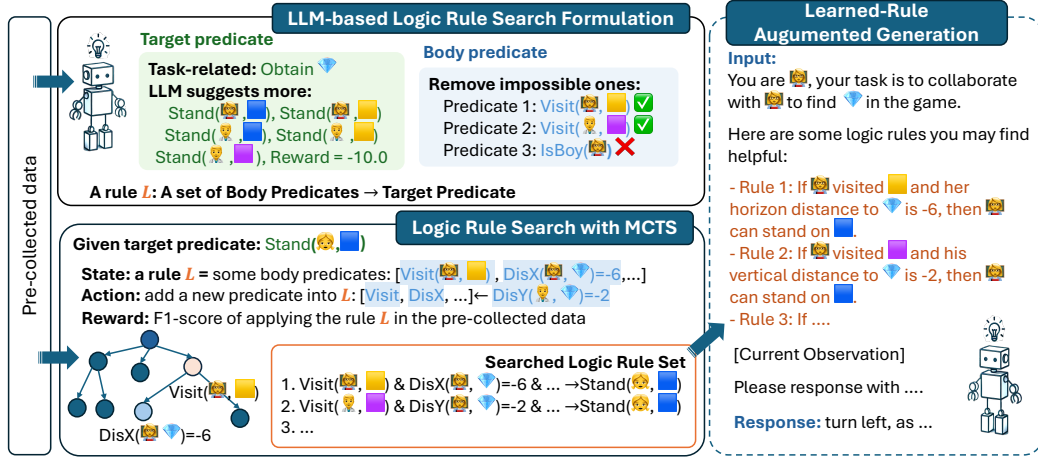 Pre-collected data
LLM-based Logic Rule Search Formulation
Target predicate
Task-related: Obtain 💎
LLM suggests more:
Stand(👩‍🏫,🟦), Stand(👩‍🏫,🟨)
Stand(👨‍⚕️,🟦), Stand(👨‍⚕️,🟨)
Stand(👨‍⚕️,🟪), Reward = -10.0
Body predicate
Remove impossible ones:
Predicate 1: Visit(👩‍🏫, 🟨) ✅
Predicate 2: Visit(👨‍⚕️,🟪) ✅
Predicate 3: IsBoy(👩‍🏫) ❌
A rule L: A set of Body Predicates → Target Predicate
Logic Rule Search with MCTS
Given target predicate: Stand(👧,🟦)
State: a rule L = some body predicates: [Visit(👩‍🏫, 🟨) , DisX(👩‍🏫, 💎)=-6,...]
Action: add a new predicate into L: [Visit, DisX, ...]← DisY(👨‍⚕️, 💎)=-2
Reward: F1-score of applying the rule L in the pre-collected data
Visit(👩‍🏫, 🟨)
DisX(👩‍🏫 💎)=-6
Searched Logic Rule Set
1. Visit(👩‍🏫, 🟨) & DisX(👩‍🏫, 💎)=-6 & ... →Stand(👧, 🟦)
2. Visit(👨‍⚕️, 🟪) & DisY(👩‍🏫, 💎)=-2 & ... →Stand(👧, 🟦)
3. ...
Learned-Rule
Augmented Generation
Input:
You are 👩‍🏫, your task is to collaborate
with 👩‍🏫 to find 💎 in the game.
Here are some logic rules you may find
helpful:
- Rule 1: If 👩‍🏫 visited 🟨 and her
horizon distance to 💎 is -6, then 👩‍🏫
can stand on 🟦.
- Rule 2: If 👩‍🏫 visited 🟪 and his
vertical distance to 💎 is -2, then 👩‍🏫
can stand on 🟦.
- Rule 3: If ....
[Current Observation]
Please response with ....
Response: turn left, as ...